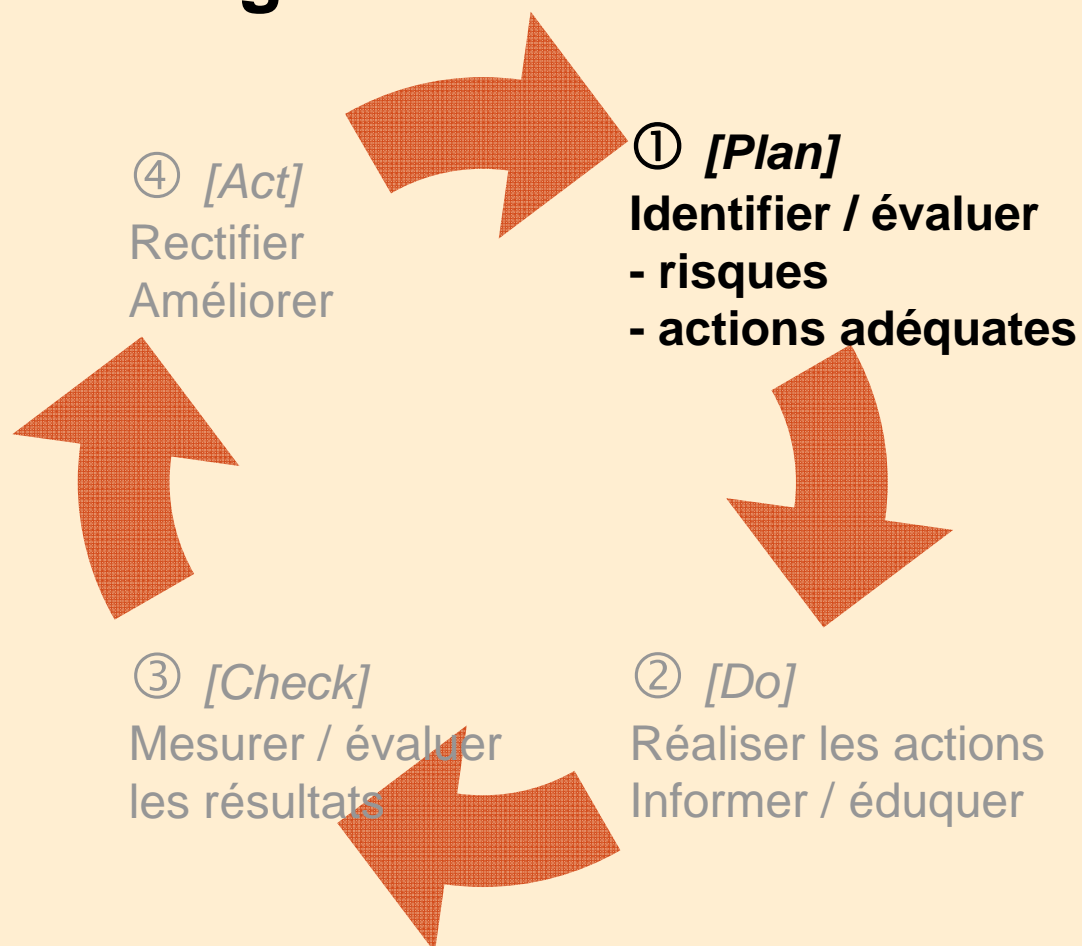 ① [Plan]
Identifier / évaluer
- risques
- actions adéquates
② [Do]
Réaliser les actions
Informer / éduquer
③ [Check]
Mesurer / évaluer
les résultats
④ [Act]
Rectifier
Améliorer